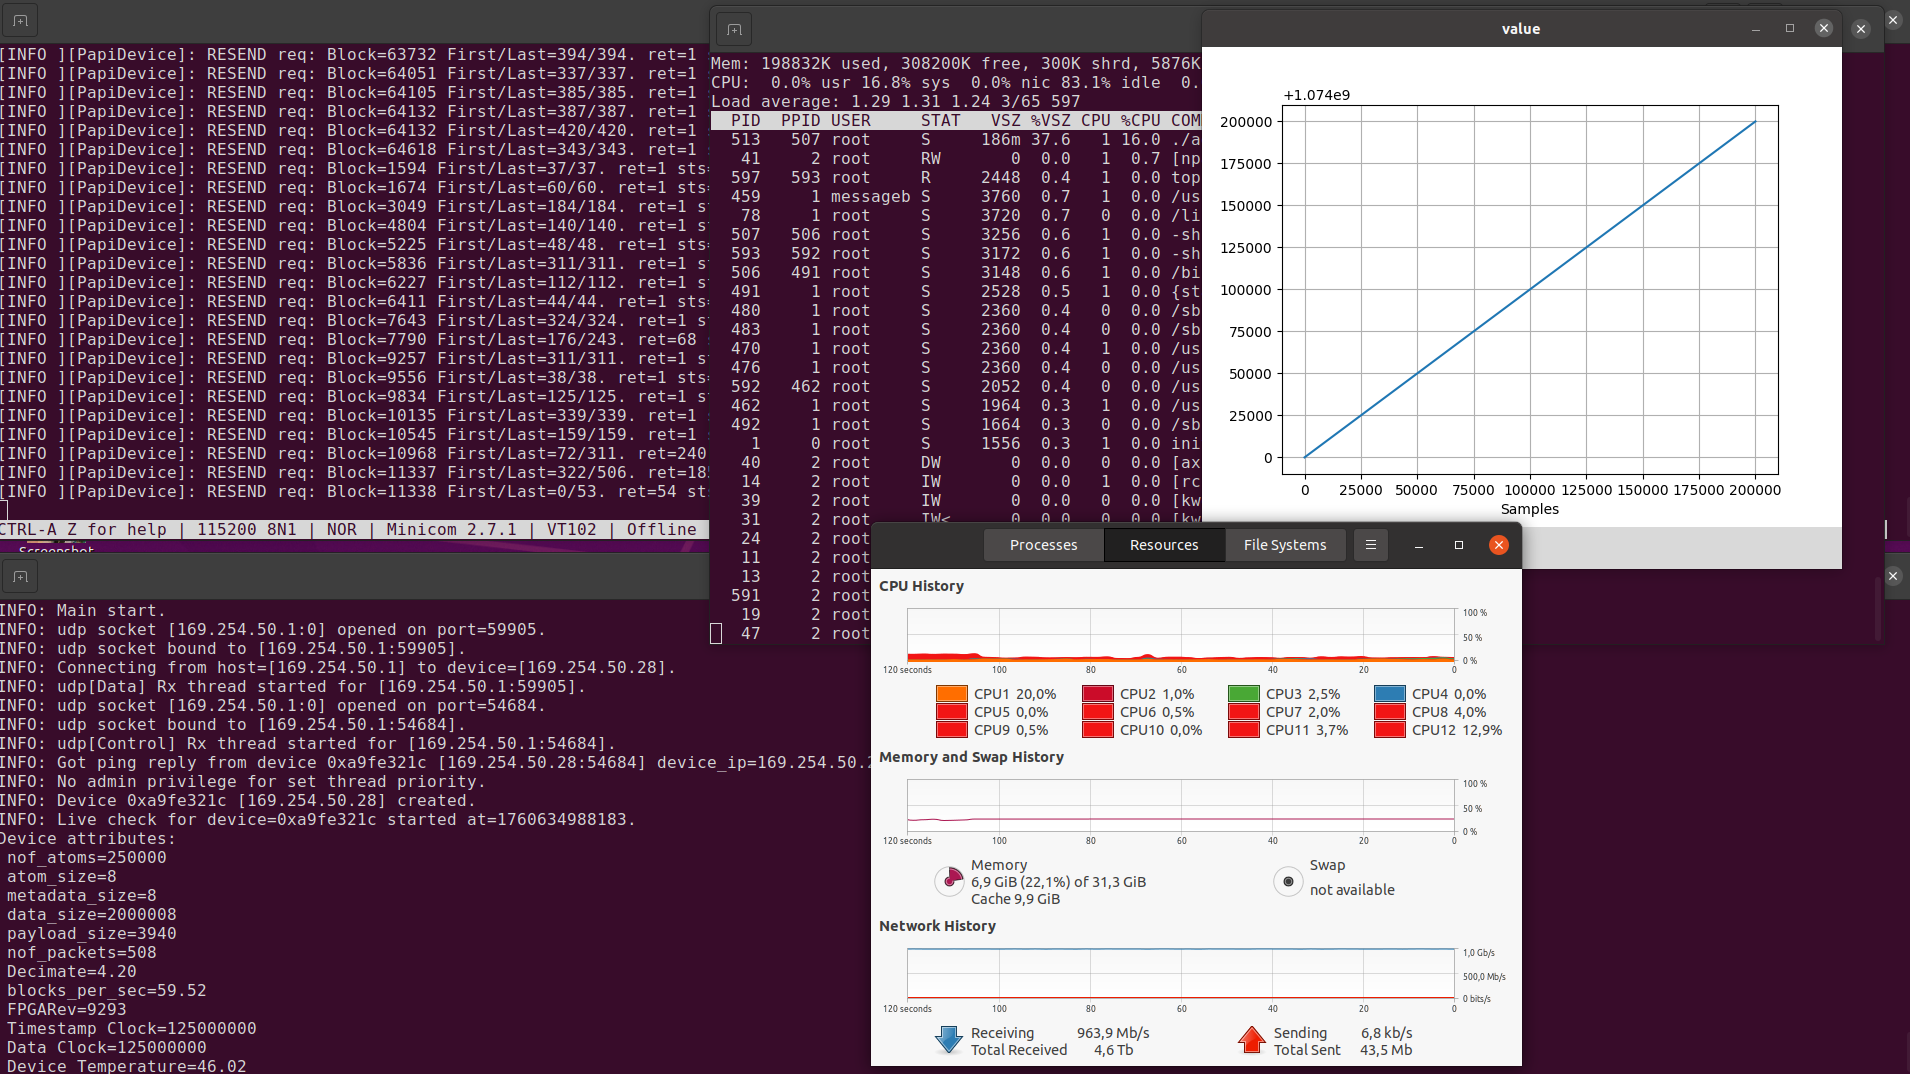 [INFO ][PapiDevice]: RESEND req: Block=63732 First/Last=394/394. ret=1
[INFO ][PapiDevice]: RESEND req: Block=64051 First/Last=337/337. ret=1
[INFO ][PapiDevice]: RESEND req: Block=64105 First/Last=385/385. ret=1
[INFO ][PapiDevice]: RESEND req: Block=64132 First/Last=387/387. ret=1
[INFO ][PapiDevice]: RESEND req: Block=64132 First/Last=420/420. ret=1
[INFO ][PapiDevice]: RESEND req: Block=64618 First/Last=343/343. ret=1
[INFO ][PapiDevice]: RESEND req: Block=1594 First/Last=37/37. ret=1 sts=
[INFO ][PapiDevice]: RESEND req: Block=1674 First/Last=60/60. ret=1 sts=
[INFO ][PapiDevice]: RESEND req: Block=3049 First/Last=184/184. ret=1 st
[INFO ][PapiDevice]: RESEND req: Block=4804 First/Last=140/140. ret=1 st
[INFO ][PapiDevice]: RESEND req: Block=5225 First/Last=48/48. ret=1 sts=
[INFO ][PapiDevice]: RESEND req: Block=5836 First/Last=311/311. ret=1 st
[INFO ][PapiDevice]: RESEND req: Block=6227 First/Last=112/112. ret=1 st
[INFO ][PapiDevice]: RESEND req: Block=6411 First/Last=44/44. ret=1 sts=
[INFO ][PapiDevice]: RESEND req: Block=7643 First/Last=324/324. ret=1 st
[INFO ][PapiDevice]: RESEND req: Block=7790 First/Last=176/243. ret=68
[INFO ][PapiDevice]: RESEND req: Block=9257 First/Last=311/311. ret=1 st
[INFO ][PapiDevice]: RESEND req: Block=9556 First/Last=38/38. ret=1 sts=
[INFO ][PapiDevice]: RESEND req: Block=9834 First/Last=125/125. ret=1 st
[INFO ][PapiDevice]: RESEND req: Block=10135 First/Last=339/339. ret=1
[INFO ][PapiDevice]: RESEND req: Block=10545 First/Last=159/159. ret=1
[INFO ][PapiDevice]: RESEND req: Block=10968 First/Last=72/311. ret=240
[INFO ][PapiDevice]: RESEND req: Block=11337 First/Last=322/506. ret=185
[INFO ][PapiDevice]: RESEND req: Block=11338 First/Last=0/53. ret=54 sts
CTRL-A Z for help | 115200 8N1 | NOR | Minicom 2.7.1 | VT102 | Offline
Screenshot
Mem: 198832K used, 308200K free, 300K shrd, 5876K
CPU: 0.0% usr 16.8% sys 0.0% nic 83.1% idle 0.
Load average: 1.29 1.31 1.24 3/65 597
PID PPID USER STAT VSZ %VSZ CPU %CPU COM
513 507 root S 186m 37.6 1 16.0 ./a
41 2 root RW 0 0.0 1 0.7 [np
597 593 root R 2448 0.4 1 0.0 top
459 1 messageb S 3760 0.7 1 0.0 /us
78 1 root S 3720 0.7 0 0.0 /li
507 506 root S 3256 0.6 1 0.0 -sh
593 592 root S 3172 0.6 1 0.0 -sh
506 491 root S 3148 0.6 1 0.0 /bi
491 1 root S 2528 0.5 1 0.0 {st
480 1 root S 2360 0.4 0 0.0 /sb
483 1 root S 2360 0.4 0 0.0 /sb
470 1 root S 2360 0.4 1 0.0 /us
476 1 root S 2360 0.4 0 0.0 /us
592 462 root S 2052 0.4 0 0.0 /us
462 1 root S 1964 0.3 1 0.0 /us
492 1 root S 1664 0.3 0 0.0 /sb
1 0 root S 1556 0.3 1 0.0 ini
40 2 root DW 0 0.0 0 0.0 [ax
14 2 root IW 0 0.0 1 0.0 [rc
39 2 root IW 0 0.0 0 0.0 [kw
31 2 root IW< 0 0.0 0 0.0 [kw
24 2 root
11 2 root
13 2 root
591 2 root
19 2 root
47 2 root
value
+1.074e9
200000
175000
150000
125000
100000
75000
50000
25000
0
0 25000 50000 75000 100000 125000 150000 175000 200000
Samples
INFO: Main start.
INFO: udp socket [169.254.50.1:0] opened on port=59905.
INFO: udp socket bound to [169.254.50.1:59905].
INFO: Connecting from host=[169.254.50.1] to device=[169.254.50.28].
INFO: udp[Data] Rx thread started for [169.254.50.1:59905].
INFO: udp socket [169.254.50.1:0] opened on port=54684.
INFO: udp socket bound to [169.254.50.1:54684].
INFO: udp[Control] Rx thread started for [169.254.50.1:54684].
INFO: Got ping reply from device 0xa9fe321c [169.254.50.28:54684] device_ip=169.254.50.2
INFO: No admin privilege for set thread priority.
INFO: Device 0xa9fe321c [169.254.50.28] created.
INFO: Live check for device=0xa9fe321c started at=1760634988183.
Device attributes:
nof_atoms=250000
atom_size=8
metadata_size=8
data_size=2000008
payload_size=3940
nof_packets=508
Decimate=4.20
blocks_per_sec=59.52
FPGARev=9293
Timestamp Clock=125000000
Data Clock=125000000
Device Temperature=46.02
Processes Resources File Systems
CPU History
100 %
50 %
0 %
120 seconds 100 80 60 40 20 0
CPU1 20,0% CPU2 1,0% CPU3 2,5% CPU4 0,0%
CPU5 0,0% CPU6 0,5% CPU7 2,0% CPU8 4,0%
CPU9 0,5% CPU10 0,0% CPU11 3,7% CPU12 12,9%
Memory and Swap History
100 %
50 %
0 %
120 seconds 100 80 60 40 20 0
Memory
6,9 GiB (22,1%) of 31,3 GiB
Cache 9,9 GiB
Swap
not available
Network History
1,0 Gb/s
500,0 Mb/s
0 bits/s
120 seconds 100 80 60 40 20 0
Receiving 963,9 Mb/s
Total Received 4,6 Tb
Sending 6,8 kb/s
Total Sent 43,5 Mb